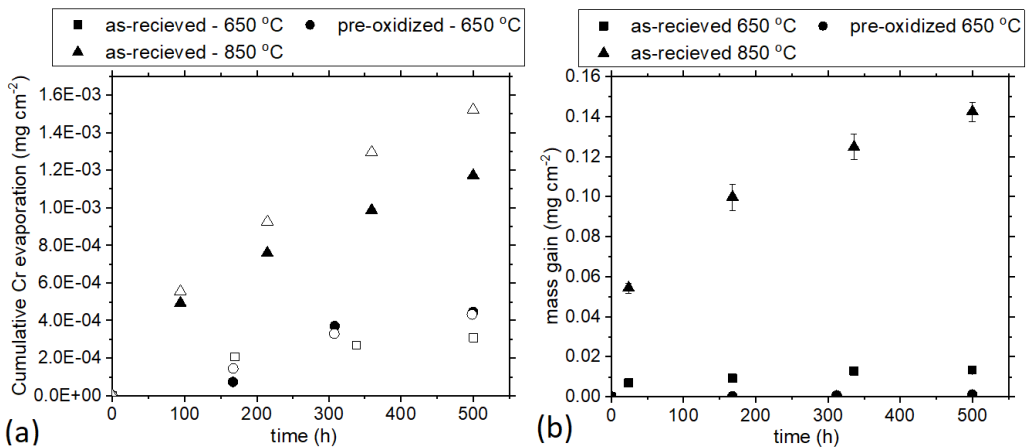 as-recieved - 650 °C pre-oxidized - 650 °C
as-recieved - 850 °C
Cumulative Cr evaporation (mg cm-2)
1.6E-03
1.4E-03
1.2E-03
1.0E-03
8.0E-04
6.0E-04
4.0E-04
2.0E-04
0.0E+00
0 100 200 300 400 500
time (h)
(a)
as-recieved 650 °C pre-oxidized 650 °C
as-recieved 850 °C
mass gain (mg cm-2)
0.16
0.14
0.12
0.10
0.08
0.06
0.04
0.02
0.00
0 100 200 300 400 500
time (h)
(b)